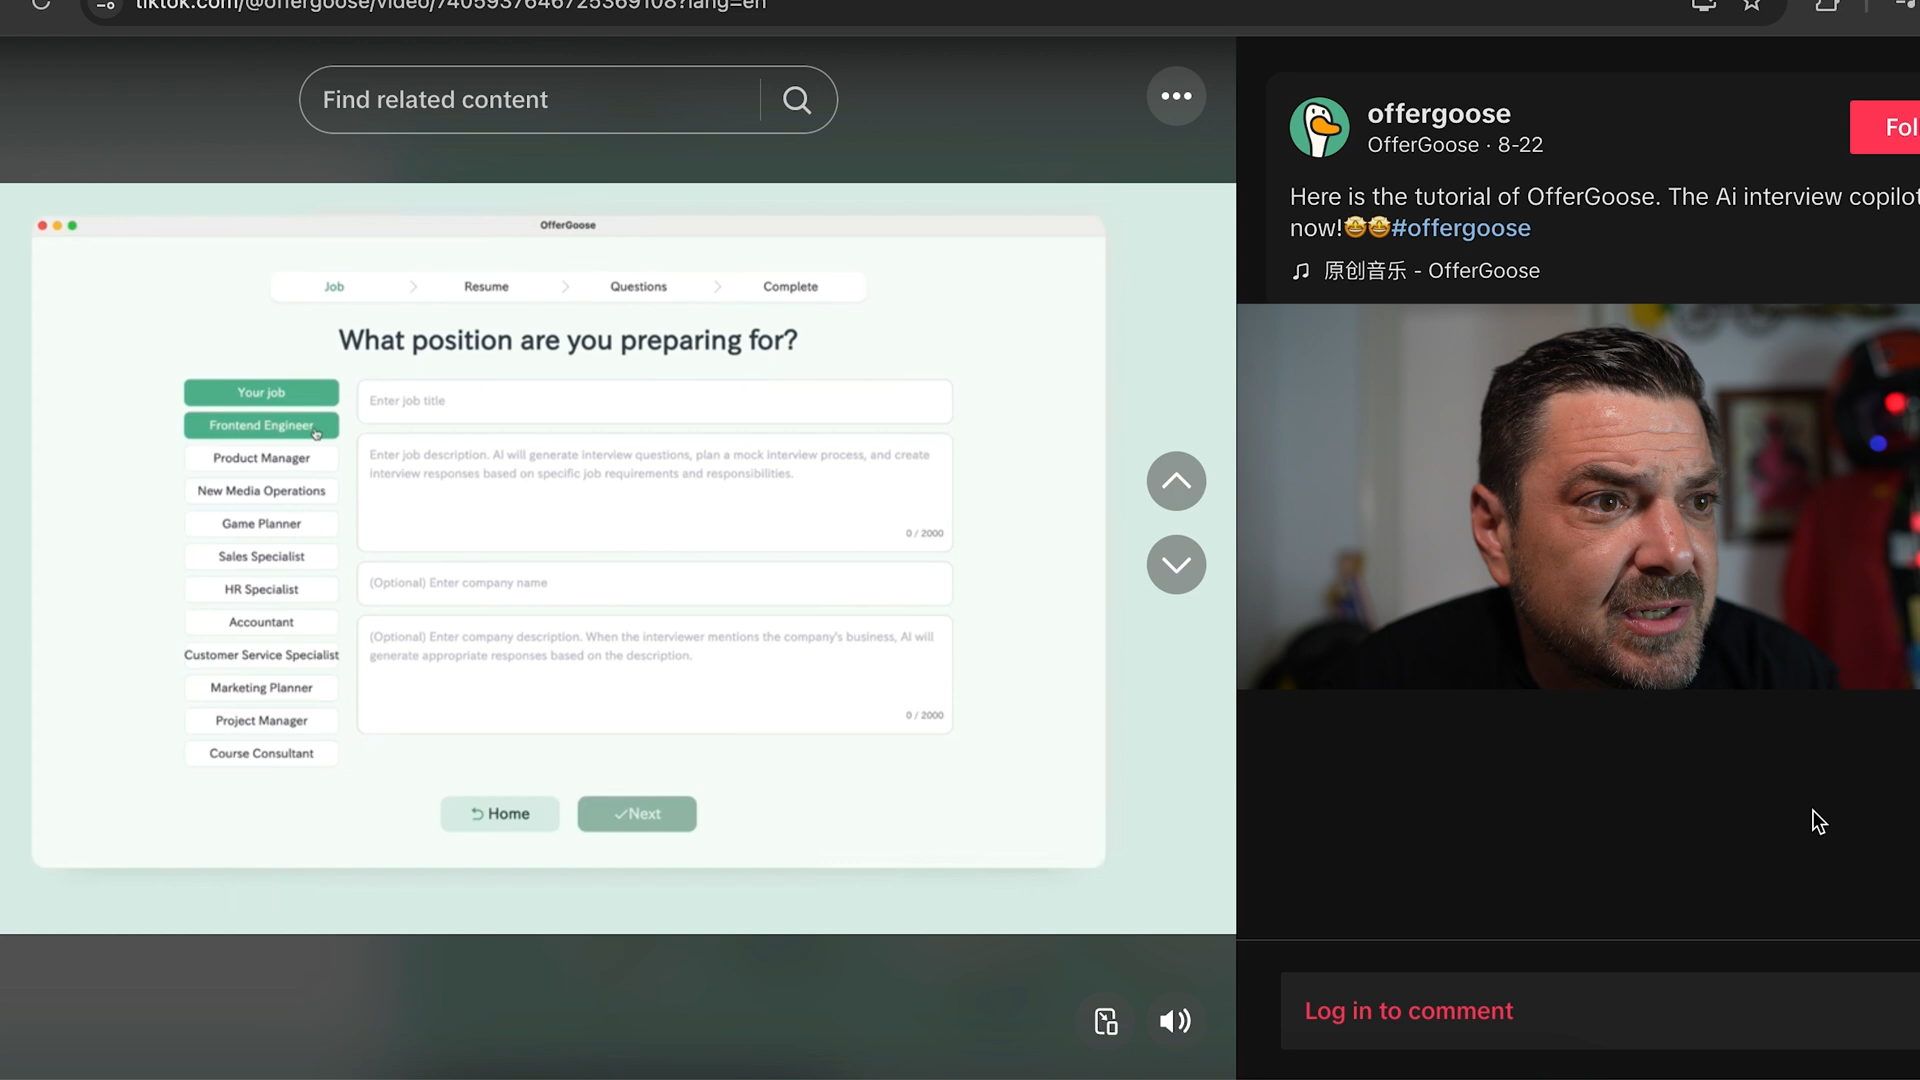 Find related content
offergoose
OfferGoose · 8-22
Here is the tutorial of OfferGoose. The Ai interview copilot
now!🤩🤩#offergoose
原创音乐 - OfferGoose
OfferGoose
Job
Resume
Questions
Complete
What position are you preparing for?
Your job
Frontend Engineer
Product Manager
New Media Operations
Game Planner
Sales Specialist
HR Specialist
Accountant
Customer Service Specialist
Marketing Planner
Project Manager
Course Consultant
Enter job title
Enter job description. AI will generate interview questions, plan a mock interview process, and create
interview responses based on specific job requirements and responsibilities.
0 / 2000
(Optional) Enter company name
(Optional) Enter company description. When the interviewer mentions the company's business, AI will
generate appropriate responses based on the description.
0 / 2000
Home
Next
Log in to comment